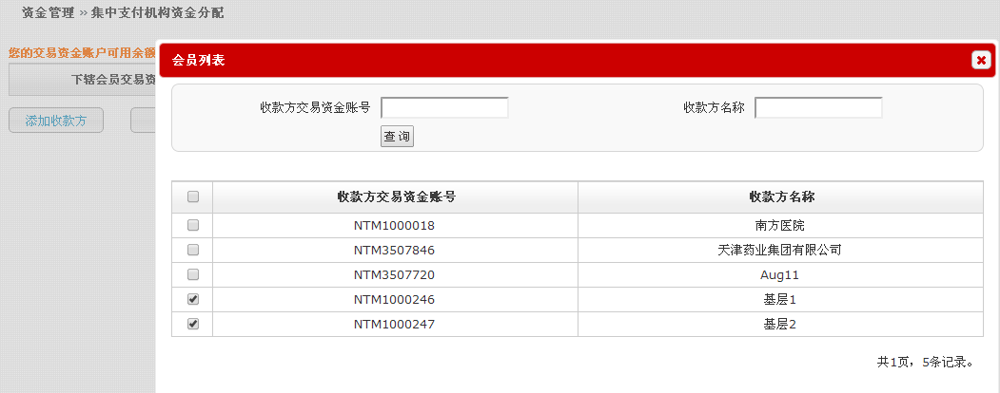 资金管理 » 集中支付机构资金分配
您的交易资金账户可用余额
下辖会员交易资
添加收款方
会员列表
收款方交易资金账号 收款方名称
查 询
收款方交易资金账号 收款方名称
NTM1000018 南方医院
NTM3507846 天津药业集团有限公司
NTM3507720 Aug11
NTM1000246 基层1
NTM1000247 基层2
共1页，5条记录。